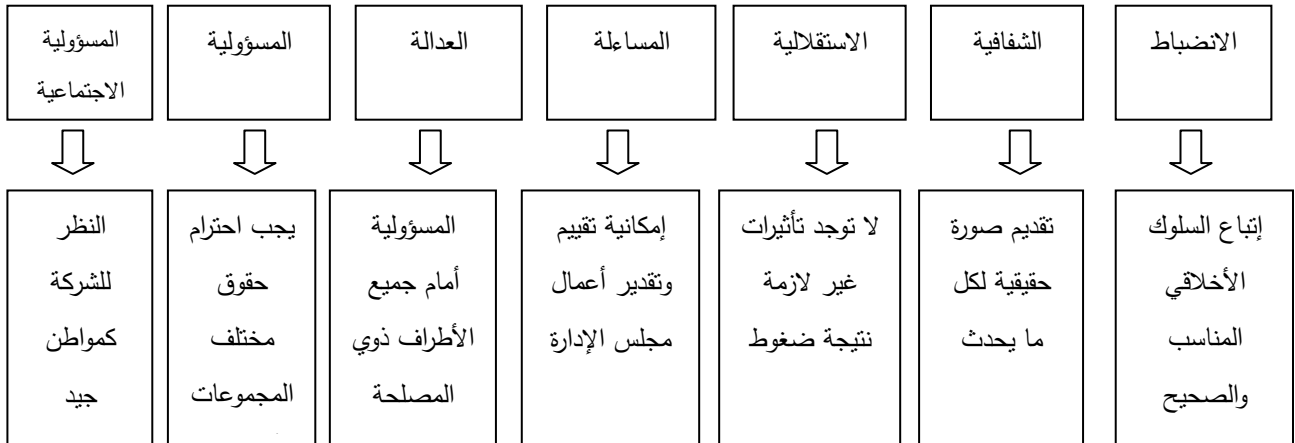 الانضباط
الشفافية
الاستقلالية
المساءلة
العدالة
المسؤولية
المسؤولية
الاجتماعية
إتباع السلوك
الأخلاقي
المناسب
والصحيح
تقديم صورة
حقيقية لكل
ما يحدث
لا توجد تأثيرات
غير لازمة
نتيجة ضغوط
إمكانية تقييم
وتقدير أعمال
مجلس الإدارة
المسؤولية
أمام جميع
الأطراف ذوي
المصلحة
يجب احترام
حقوق
مختلف
المجموعات
النظر
للشركة
كمواطن
جيد